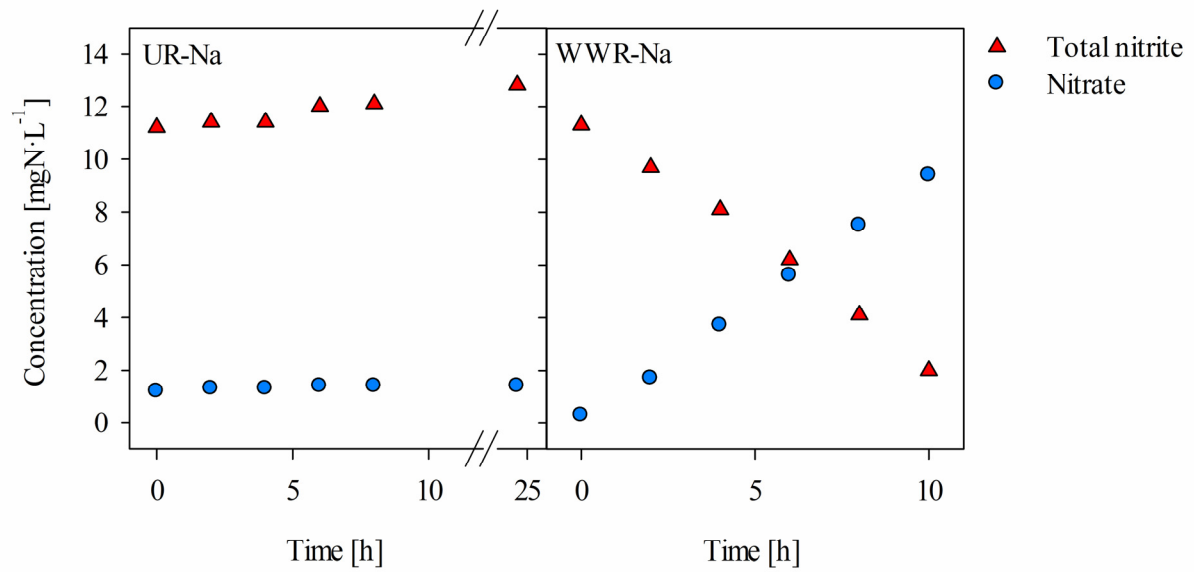 UR-Na
WWR-Na
Total nitrite
Nitrate
Concentration [mgN·L⁻¹]
14
12
10
8
6
4
2
0
0 5 10 25 0 5 10
Time [h] Time [h]